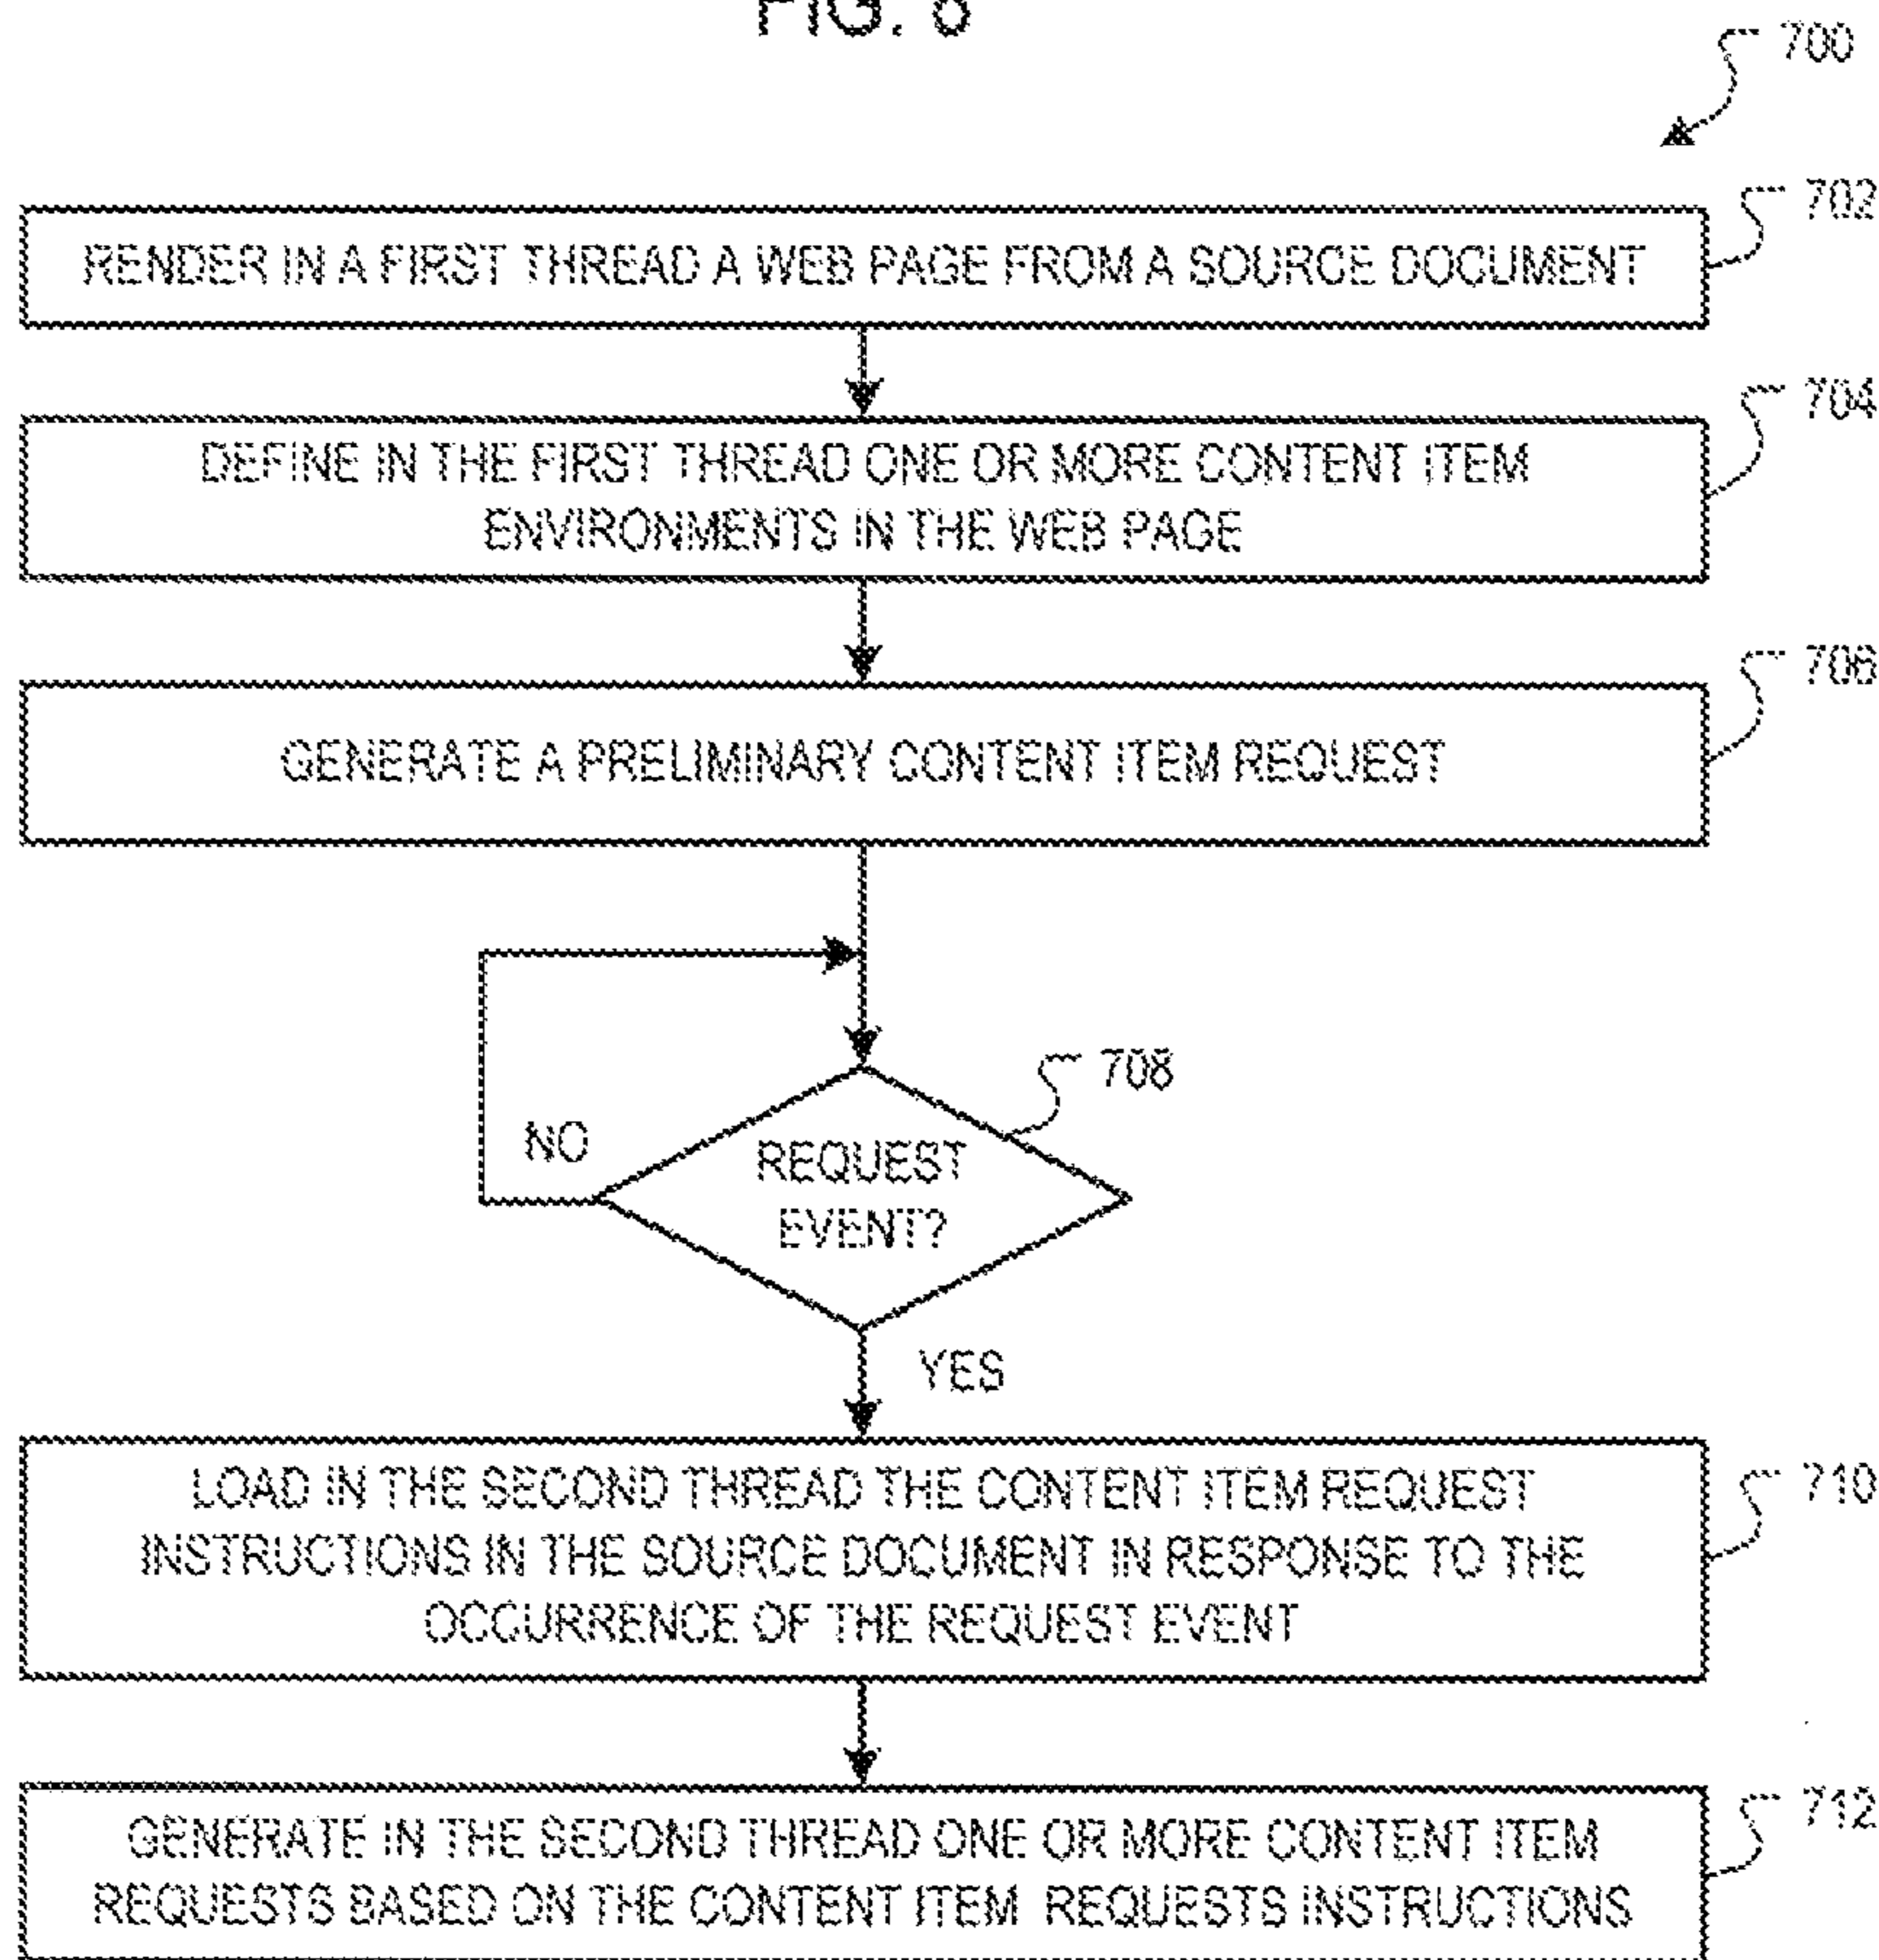 FIG. 8
700
702
RENDER IN A FIRST THREAD A WEB PAGE FROM A SOURCE DOCUMENT
704
DEFINE IN THE FIRST THREAD ONE OR MORE CONTENT ITEM
ENVIRONMENTS IN THE WEB PAGE
706
GENERATE A PRELIMINARY CONTENT ITEM REQUEST
708
NO
REQUEST
EVENT?
YES
710
LOAD IN THE SECOND THREAD THE CONTENT ITEM REQUEST
INSTRUCTIONS IN THE SOURCE DOCUMENT IN RESPONSE TO THE
OCCURRENCE OF THE REQUEST EVENT
712
GENERATE IN THE SECOND THREAD ONE OR MORE CONTENT ITEM
REQUESTS BASED ON THE CONTENT ITEM REQUESTS INSTRUCTIONS